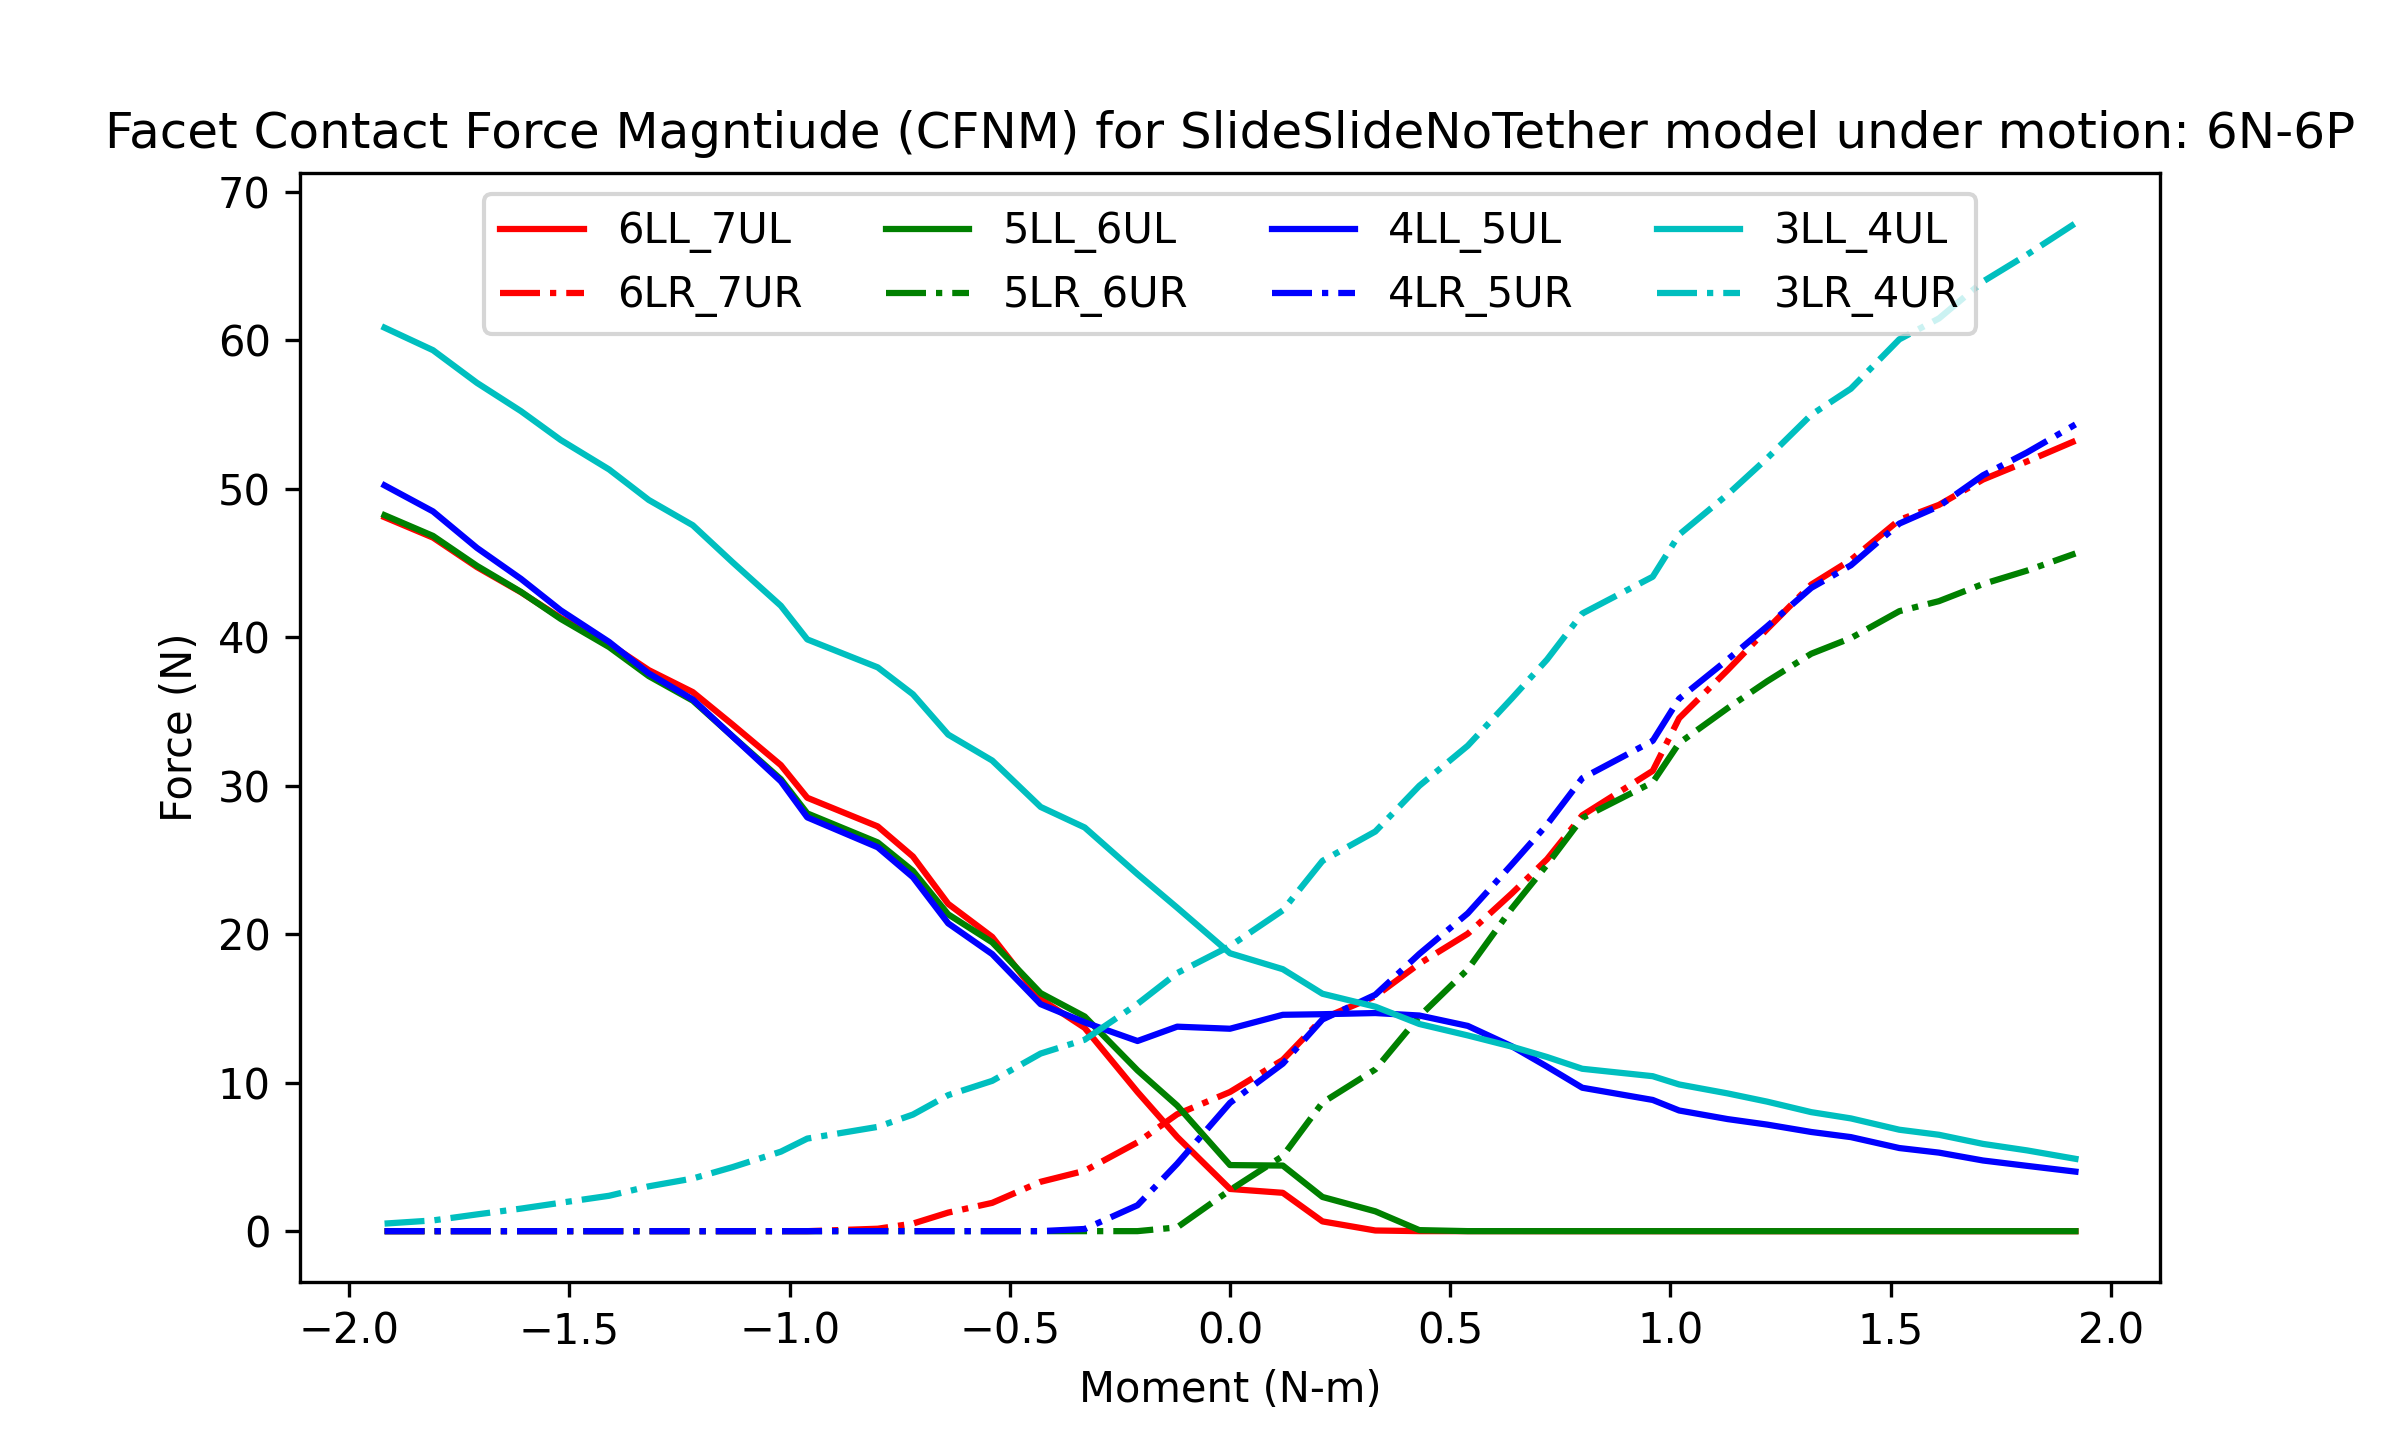 Facet Contact Force Magntiude (CFNM) for SlideSlideNoTether model under motion: 6N-6P
6LL_7UL 5LL_6UL 4LL_5UL 3LL_4UL
6LR_7UR 5LR_6UR 4LR_5UR 3LR_4UR
70
60
50
40
30
20
10
0
Force (N)
−2.0 −1.5 −1.0 −0.5 0.0 0.5 1.0 1.5 2.0
Moment (N-m)